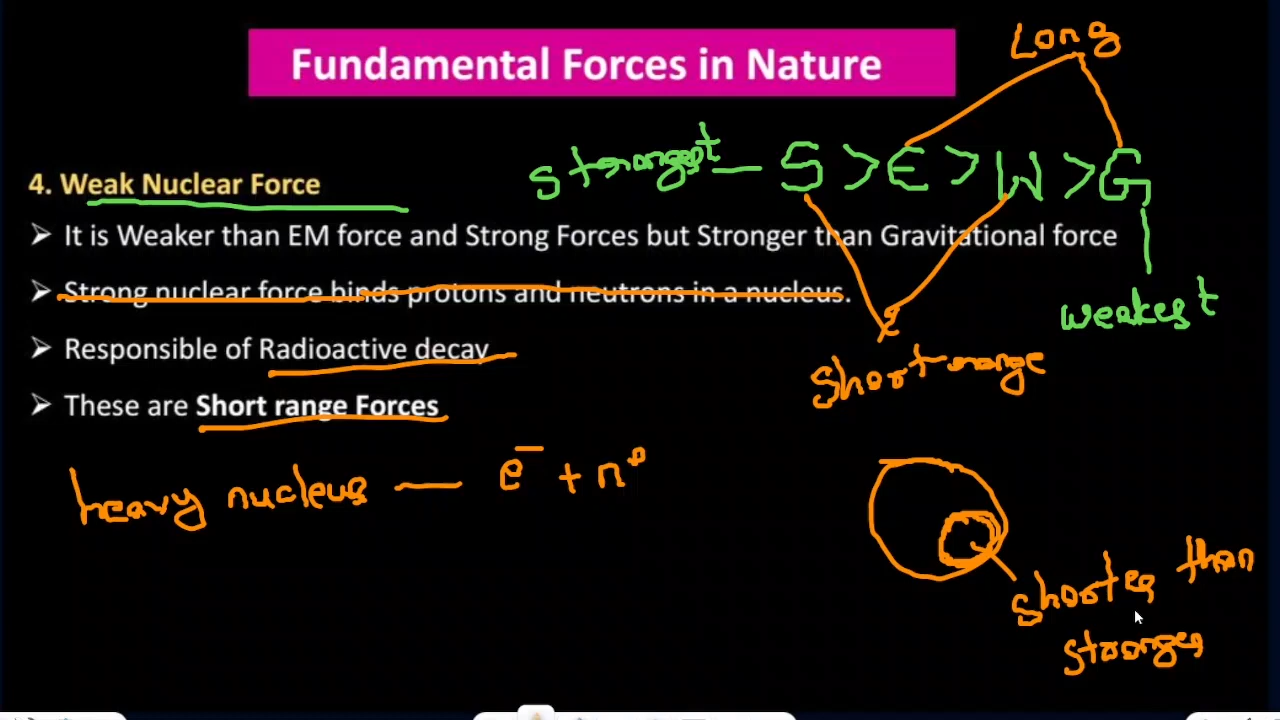 Fundamental Forces in Nature
Long
strongest — S > E > W > G
4. Weak Nuclear Force
➤ It is Weaker than EM force and Strong Forces but Stronger than Gravitational force
➤ Strong nuclear force binds protons and neutrons in a nucleus.
weakest
➤ Responsible of Radioactive decay
Short range
➤ These are Short range Forces
heavy nucleus — e⁻ + n⁰
shorter than
stronges